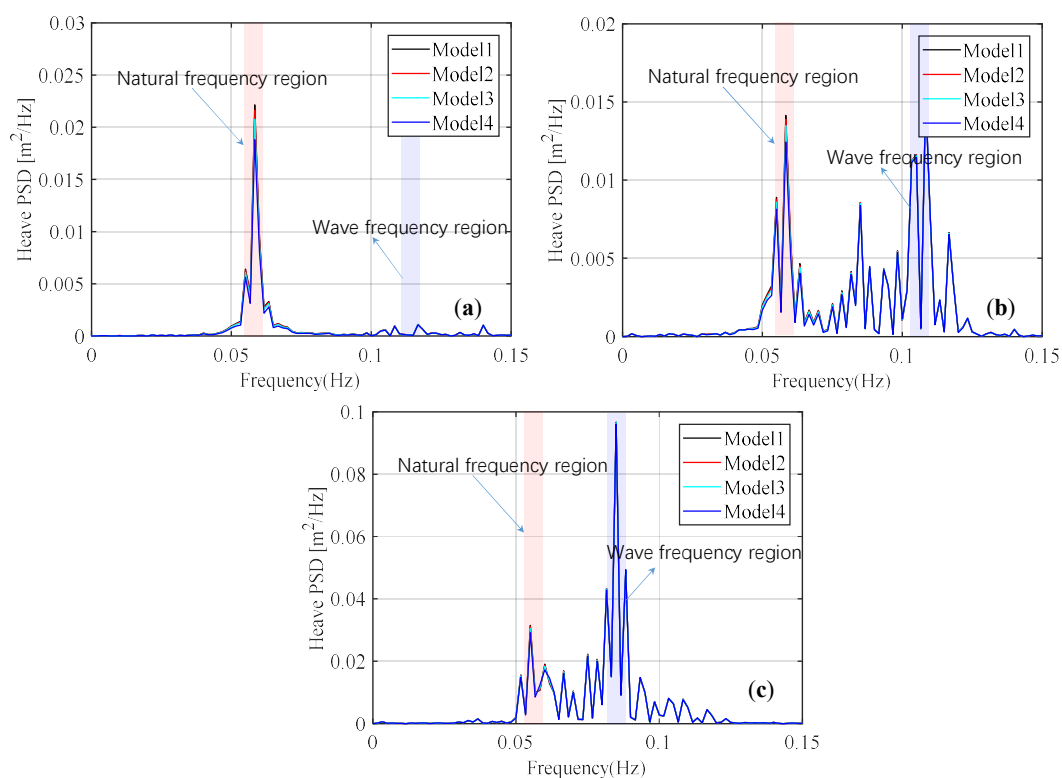 0.03
0.025
0.02
0.015
0.01
0.005
0
Heave PSD [m²/Hz]
Natural frequency region
Model1
Model2
Model3
Model4
Wave frequency region
(a)
0
0.05
0.1
0.15
Frequency(Hz)
0.02
0.015
0.01
0.005
0
Heave PSD [m²/Hz]
Natural frequency region
Model1
Model2
Model3
Model4
Wave frequency region
(b)
0
0.05
0.1
0.15
Frequency(Hz)
0.1
0.08
0.06
0.04
0.02
0
Heave PSD [m²/Hz]
Natural frequency region
Model1
Model2
Model3
Model4
Wave frequency region
(c)
0
0.05
0.1
0.15
Frequency(Hz)